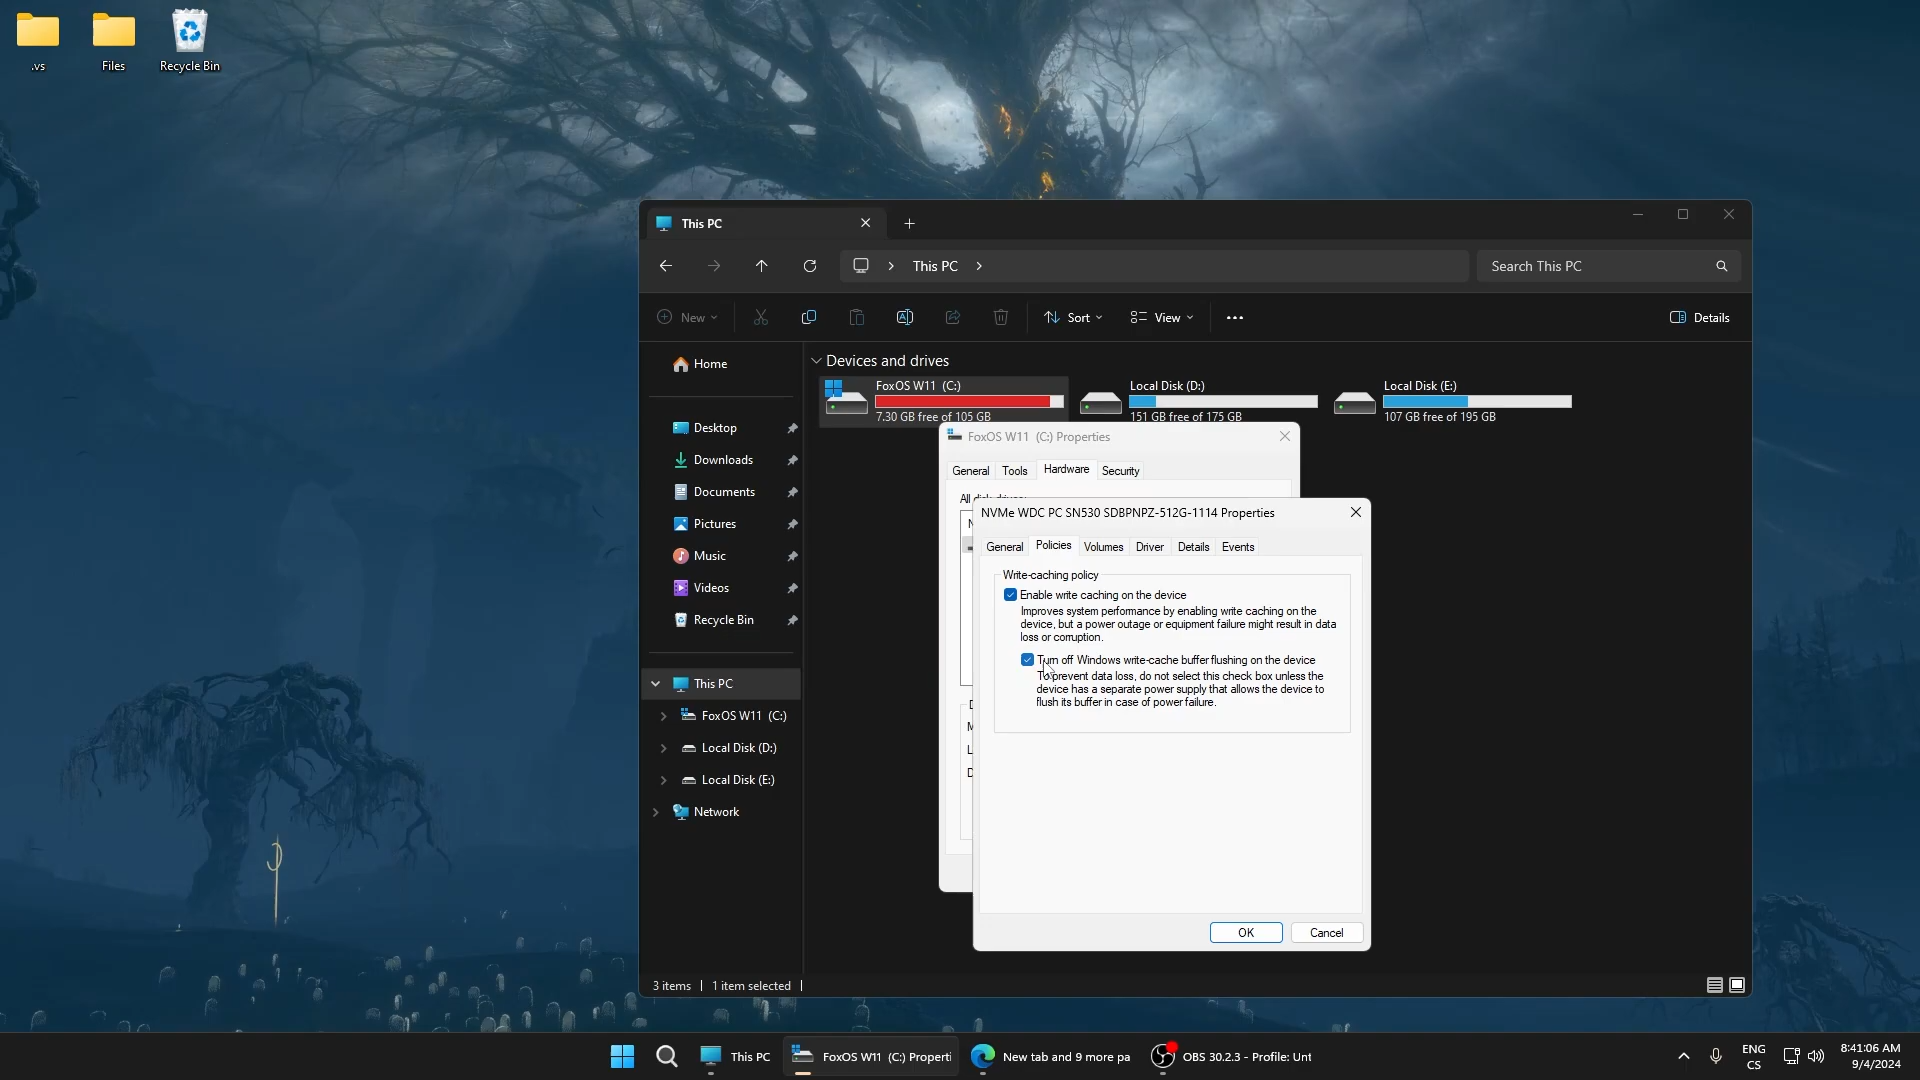 .vs
Files
Recycle Bin
This PC
This PC
Search This PC
New
Sort
View
Details
Home
Desktop
Downloads
Documents
Pictures
Music
Videos
Recycle Bin
This PC
FoxOS W11 (C:)
Local Disk (D:)
Local Disk (E:)
Network
Devices and drives
FoxOS W11 (C:)
7.30 GB free of 105 GB
Local Disk (D:)
151 GB free of 175 GB
Local Disk (E:)
107 GB free of 195 GB
FoxOS W11 (C:) Properties
General Tools Hardware Security
NVMe WDC PC SN530 SDBPNPZ-512G-1114 Properties
General Policies Volumes Driver Details Events
Write-caching policy
Enable write caching on the device
Improves system performance by enabling write caching on the
device, but a power outage or equipment failure might result in data
loss or corruption.
Turn off Windows write-cache buffer flushing on the device
To prevent data loss, do not select this check box unless the
device has a separate power supply that allows the device to
flush its buffer in case of power failure.
OK Cancel
3 items 1 item selected
This PC
FoxOS W11 (C:) Properti
New tab and 9 more pa
OBS 30.2.3 - Profile: Unt
ENG
CS
8:41:06 AM
9/4/2024